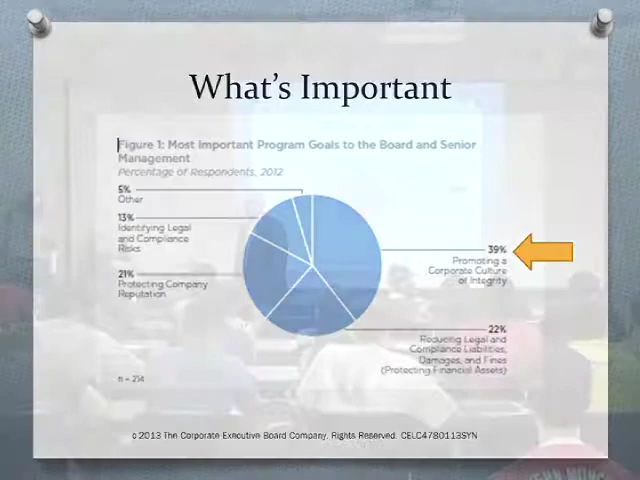 What's Important
Figure 1: Most Important Program Goals to the Board and Senior
Management
Percentage of Respondents, 2012
5%
Other
13%
Identifying Legal
and Compliance
Risks
21%
Protecting Company
Reputation
39%
Promoting a
Corporate Culture
of Integrity
22%
Reducing Legal and
Compliance Liabilities,
Damages, and Fines
(Protecting Financial Assets)
n = 214
© 2013 The Corporate Executive Board Company. Rights Reserved. CELC4780113SYN